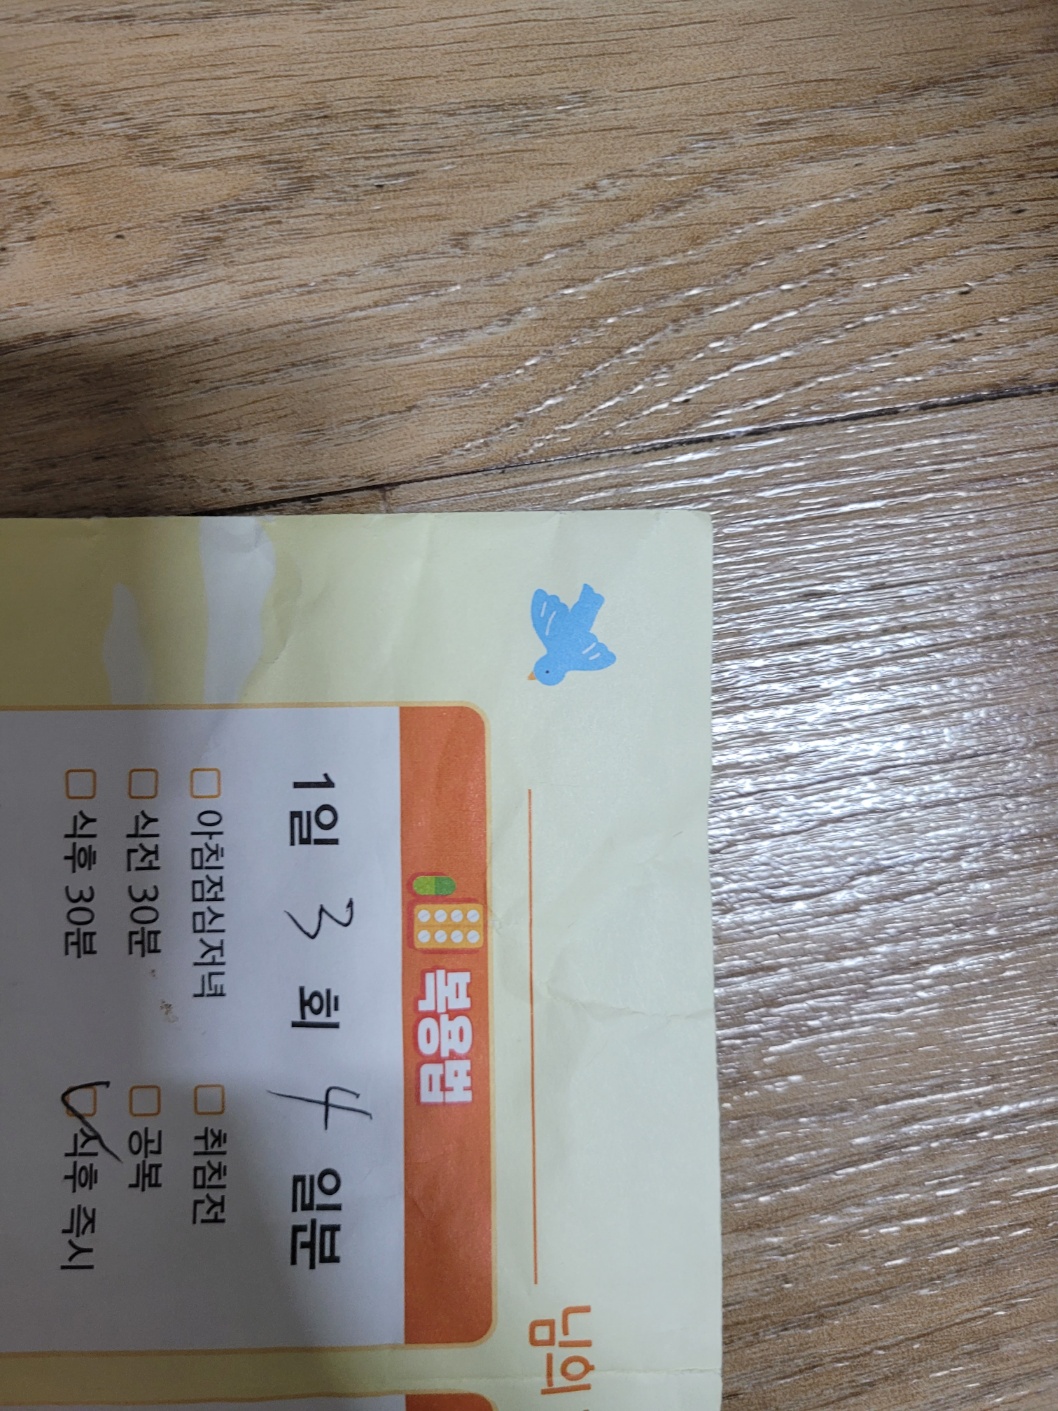 님의
복용법
1일 3 회 4 일분
아침점심저녁 취침전
식전 30분 공복
식후 30분 식후 즉시